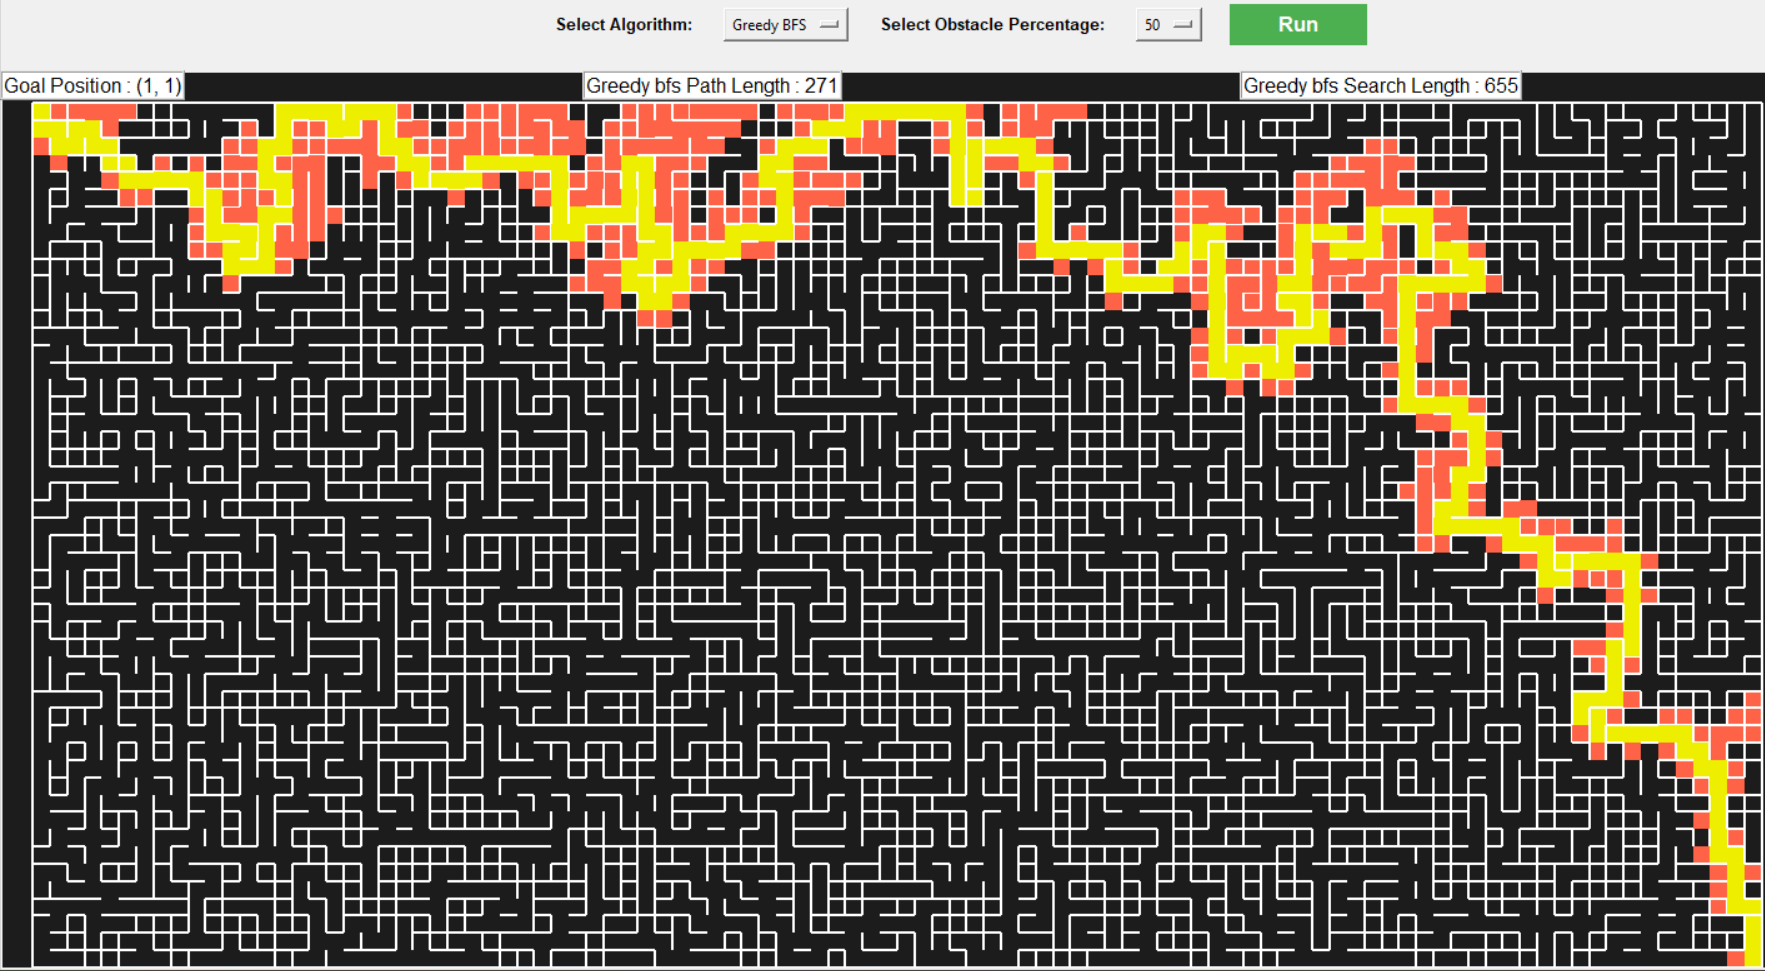 Select Algorithm: Greedy BFS Select Obstacle Percentage: 50 Run
Goal Position : (1, 1) Greedy bfs Path Length : 271 Greedy bfs Search Length : 655